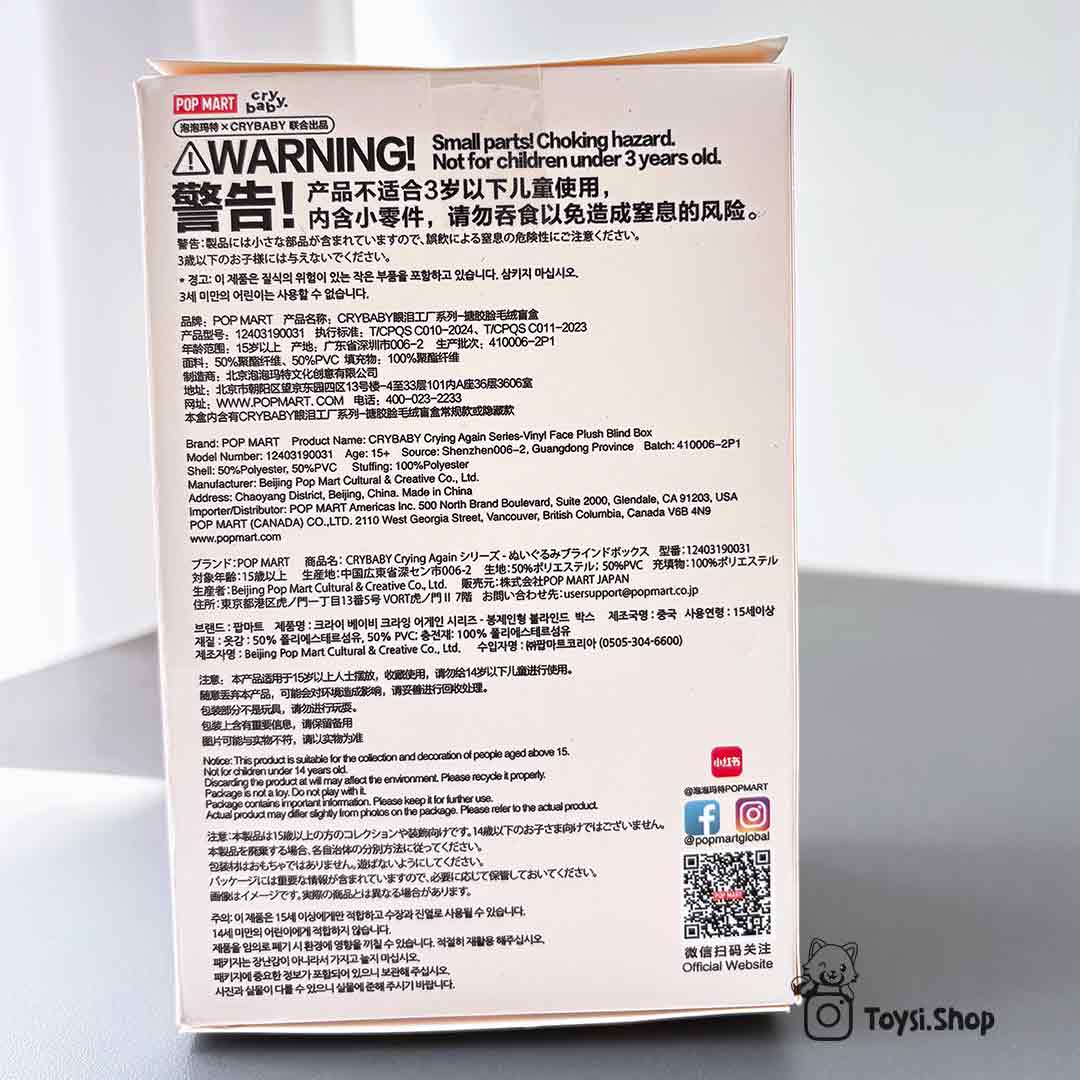 POP MART cry baby.
泡泡玛特×CRYBABY 联合出品
WARNING! Small parts! Choking hazard.
Not for children under 3 years old.
警告! 产品不适合3岁以下儿童使用，
内含小零件，请勿吞食以免造成窒息的风险。
警告：製品には小さな部品が含まれていますので、誤飲による窒息の危険性にご注意ください。
3歳以下のお子様には与えないでください。
* 경고: 이 제품은 질식의 위험이 있는 작은 부품을 포함하고 있습니다. 삼키지 마십시오.
3세 미만의 어린이는 사용할 수 없습니다.
品牌：POP MART 产品名称：CRYBABY眼泪工厂系列-搪胶脸毛绒盲盒
产品型号：12403190031 执行标准：T/CPQS C010-2024、T/CPQS C011-2023
年龄范围：15岁以上 产地：广东省深圳市006-2 生产批次：410006-2P1
面料：50%聚酯纤维、50%PVC 填充物：100%聚酯纤维
制造商：北京泡泡玛特文化创意有限公司
地址：北京市朝阳区望京东园四区13号楼-4至33层101内A座36层3606室
网址：WWW.POPMART.COM 电话：400-023-2233
本盒内含有CRYBABY眼泪工厂系列-搪胶脸毛绒盲盒常规款或隐藏款
Brand: POP MART Product Name: CRYBABY Crying Again Series-Vinyl Face Plush Blind Box
Model Number: 12403190031 Age: 15+ Source: Shenzhen006-2, Guangdong Province Batch: 410006-2P1
Shell: 50%Polyester, 50%PVC Stuffing: 100%Polyester
Manufacturer: Beijing Pop Mart Cultural & Creative Co., Ltd.
Address: Chaoyang District, Beijing, China. Made in China
Importer/Distributor: POP MART Americas Inc. 500 North Brand Boulevard, Suite 2000, Glendale, CA 91203, USA
POP MART (CANADA) CO.,LTD. 2110 West Georgia Street, Vancouver, British Columbia, Canada V6B 4N9
www.popmart.com
ブランド：POP MART 商品名：CRYBABY Crying Again シリーズ - ぬいぐるみブラインドボックス 型番：12403190031
対象年齢：15歳以上 生産地：中国広東省深セン市006-2 生地：50%ポリエステル；50%PVC 充填物：100%ポリエステル
生産者：Beijing Pop Mart Cultural & Creative Co., Ltd. 販売元：株式会社POP MART JAPAN
住所：東京都港区虎ノ門一丁目13番5号 VORT虎ノ門Ⅱ 7階 お問い合わせ先：usersupport@popmart.co.jp
브랜드 : 팝마트 제품명 : 크라이 베이비 크라잉 어게인 시리즈 - 봉제인형 블라인드 박스 제조국명 : 중국 사용연령 : 15세이상
재질 : 옷감 : 50% 폴리에스테르섬유, 50% PVC; 충전재: 100% 폴리에스테르섬유
제조자명 : Beijing Pop Mart Cultural & Creative Co., Ltd. 수입자명 : ㈜팝마트코리아 (0505-304-6600)
注意：本产品适用于15岁以上人士摆放，收藏使用，请勿给14岁以下儿童进行使用。
随意丢弃本产品，可能会对环境造成影响，请妥善进行回收处理。
包装部分不是玩具，请勿进行玩耍。
包装上含有重要信息，请保留备用
图片可能与实物不符，请以实物为准
Notice: This product is suitable for the collection and decoration of people aged above 15.
Not for children under 14 years old.
Discarding the product at will may affect the environment. Please recycle it properly.
Package is not a toy. Do not play with it.
Package contains important information. Please keep it for further use.
Actual product may differ slightly from photos on the package. Please refer to the actual product.
注意：本製品は15歳以上の方のコレクションや装飾向けです。14歳以下のお子さま向けではございません。
本製品を廃棄する場合、各自治体の分別方法に従ってください。
包装材はおもちゃではありません。遊ばないようにしてください。
パッケージには重要な情報が含まれていますので、必要に応じて保管しておいてください。
画像はイメージです。実際の商品とは異なる場合があります。
주의: 이 제품은 15세 이상에게만 적합하고 수장과 진열로 사용될 수 있습니다.
14세 미만의 어린이에게 적합하지 않습니다.
제품을 임의로 폐기 시 환경에 영향을 끼칠 수 있습니다. 적절히 재활용 해주십시오.
패키지는 장난감이 아니라서 가지고 놀지 마십시오.
패키지에 중요한 정보가 포함되어 있으니 보관해 주십시오.
사진과 실물이 다를 수 있으니 실물에 준해 주시기 바랍니다.
小红书
@泡泡玛特POPMART
@popmartglobal
POP MART
微信扫码关注
Official Website
Toysi.Shop